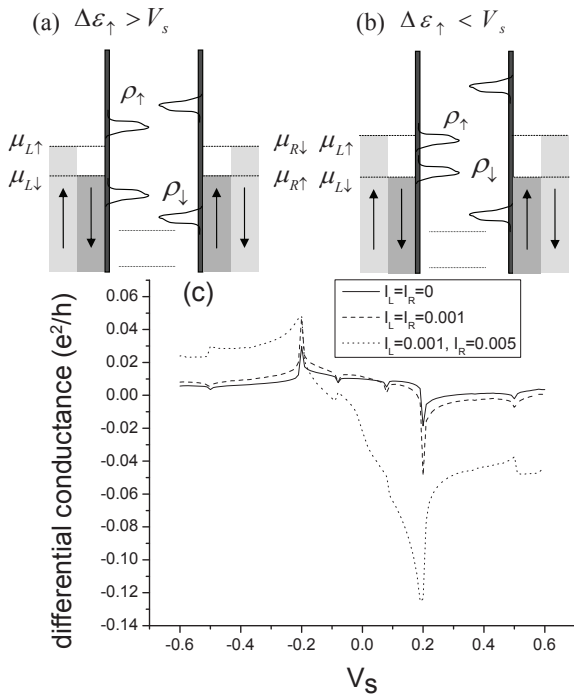 (a) Δε↑ > Vs
(b) Δε↑ < Vs
ρ↑
ρ↑
μL↑
μR↓ μL↑
μL↓
μR↑ μL↓
ρ↓
ρ↓
(c)
IL=IR=0
IL=IR=0.001
IL=0.001, IR=0.005
differential conductance (e²/h)
0.06
0.04
0.02
0.00
-0.02
-0.04
-0.06
-0.08
-0.10
-0.12
-0.14
-0.6 -0.4 -0.2 0.0 0.2 0.4 0.6
Vs